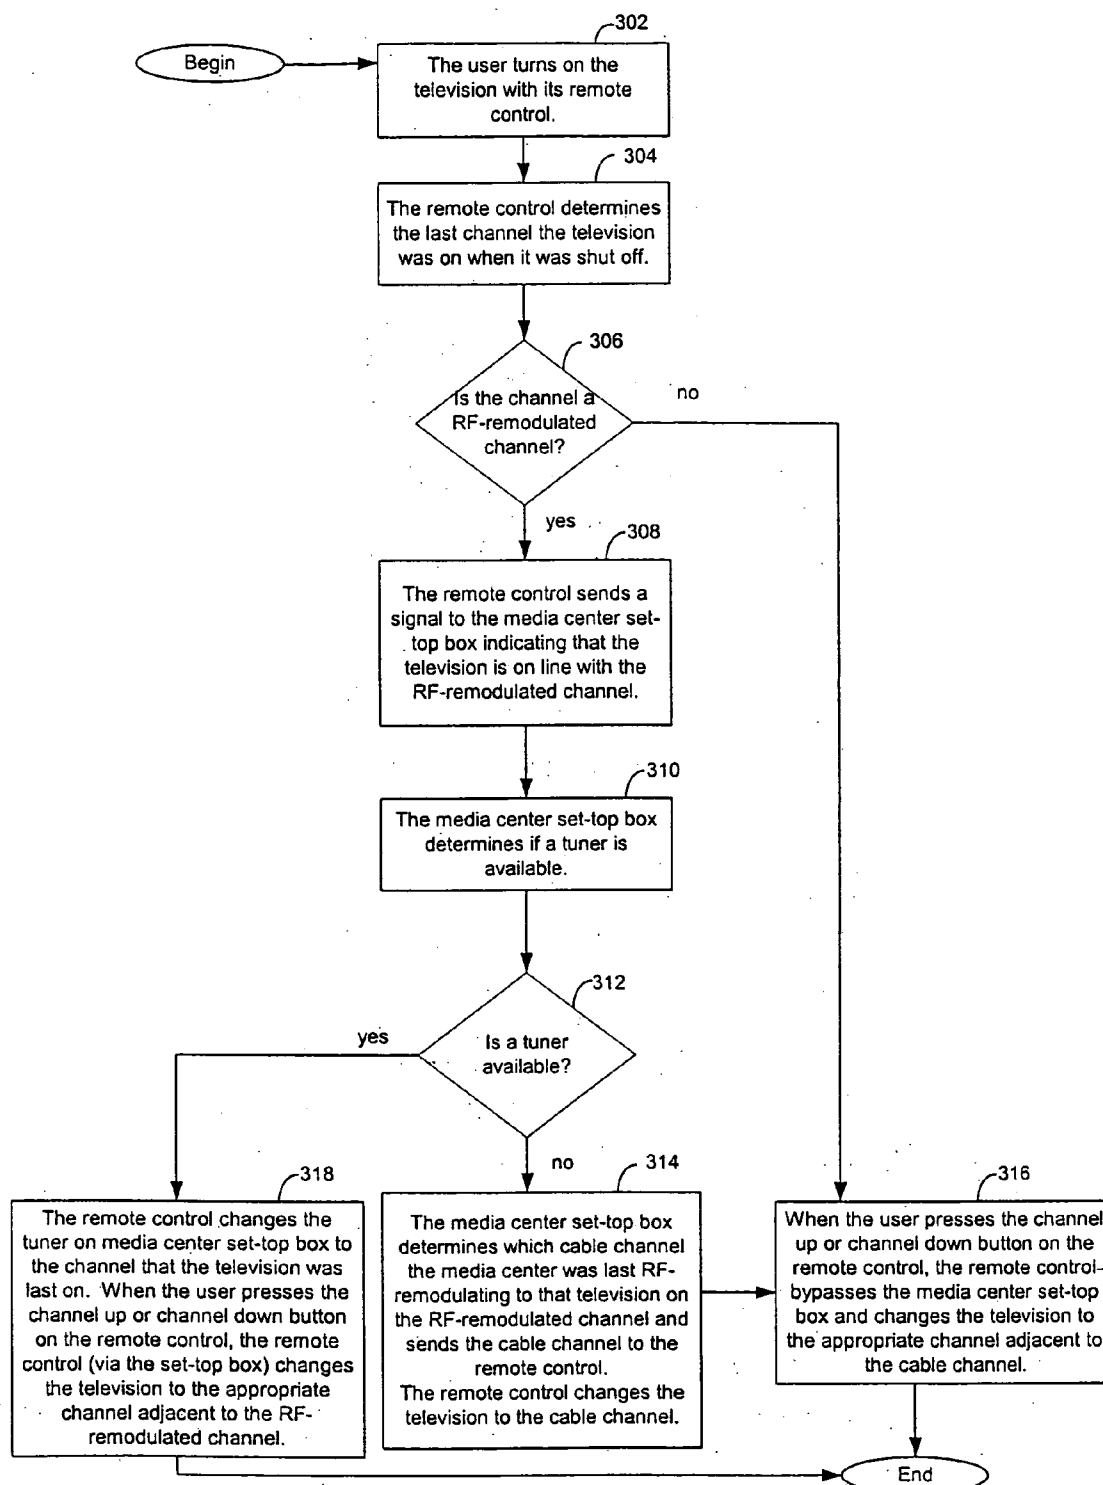 302
Begin
The user turns on the
television with its remote
control.
304
The remote control determines
the last channel the television
was on when it was shut off.
306
Is the channel a
RF-remodulated
channel?
no
yes
308
The remote control sends a
signal to the media center set-
top box indicating that the
television is on line with the
RF-remodulated channel.
310
The media center set-top box
determines if a tuner is
available.
312
Is a tuner
available?
yes
no
318
The remote control changes the
tuner on media center set-top box to
the channel that the television was
last on. When the user presses the
channel up or channel down button
on the remote control, the remote
control (via the set-top box) changes
the television to the appropriate
channel adjacent to the RF-
remodulated channel.
314
The media center set-top box
determines which cable channel
the media center was last RF-
remodulating to that television on
the RF-remodulated channel and
sends the cable channel to the
remote control.
The remote control changes the
television to the cable channel.
316
When the user presses the channel
up or channel down button on the
remote control, the remote control
bypasses the media center set-top
box and changes the television to
the appropriate channel adjacent to
the cable channel.
End